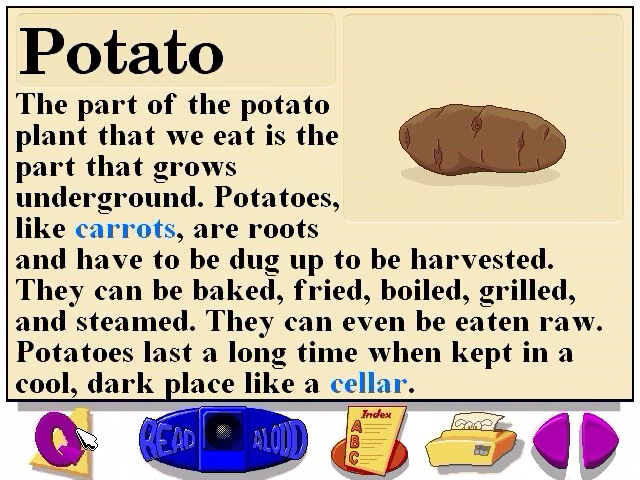 Potato
The part of the potato
plant that we eat is the
part that grows
underground. Potatoes,
like carrots, are roots
and have to be dug up to be harvested.
They can be baked, fried, boiled, grilled,
and steamed. They can even be eaten raw.
Potatoes last a long time when kept in a
cool, dark place like a cellar.
READ ALOUD
Index
A
B
C